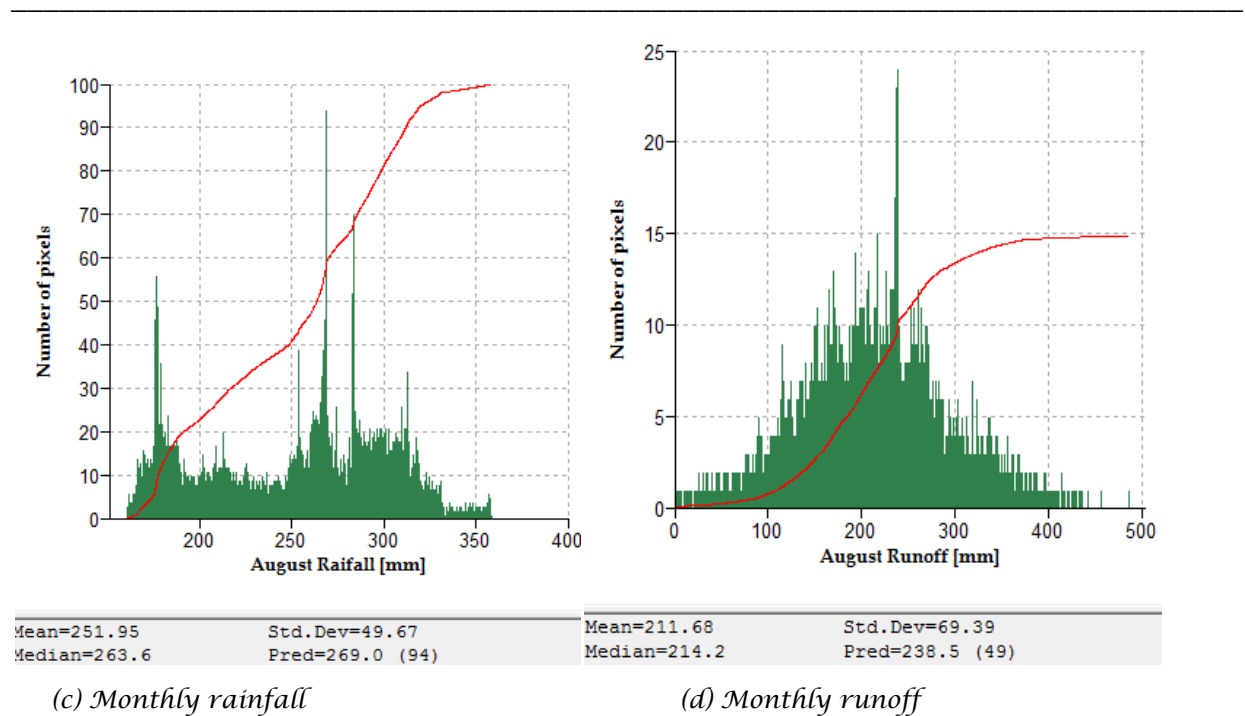 100
90
80
70
60
50
40
30
20
10
0
Number of pixels
200 250 300 350 400
August Raifall [mm]
25
20
15
10
5
0
Number of pixels
0 100 200 300 400 500
August Runoff [mm]
Mean=251.95 Std.Dev=49.67
Median=263.6 Pred=269.0 (94)
Mean=211.68 Std.Dev=69.39
Median=214.2 Pred=238.5 (49)
(c) Monthly rainfall
(d) Monthly runoff